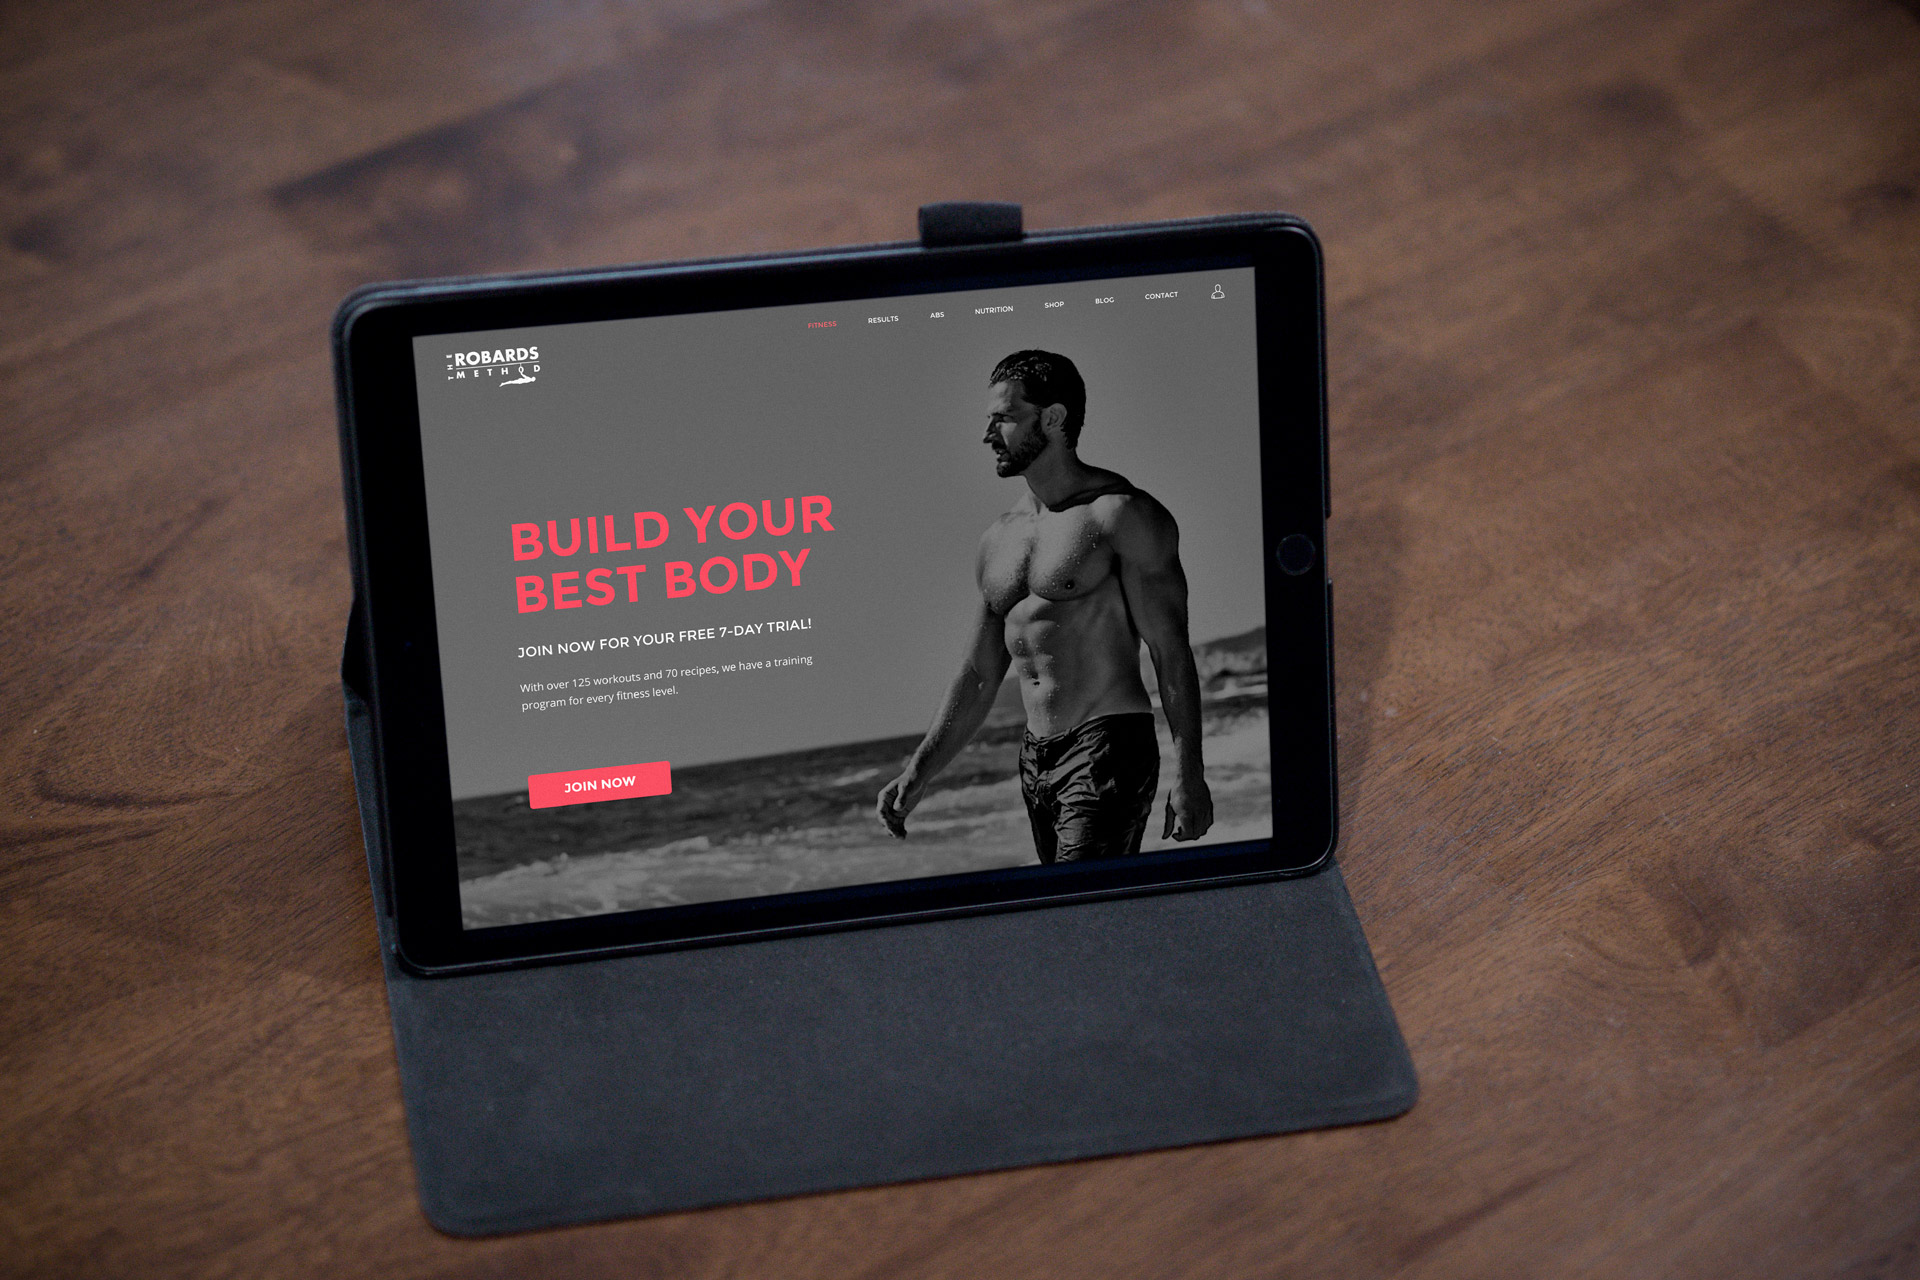 FITNESS RESULTS ABS NUTRITION SHOP BLOG CONTACT
THE ROBARDS
METHOD
BUILD YOUR
BEST BODY
JOIN NOW FOR YOUR FREE 7-DAY TRIAL!
With over 125 workouts and 70 recipes, we have a training
program for every fitness level.
JOIN NOW